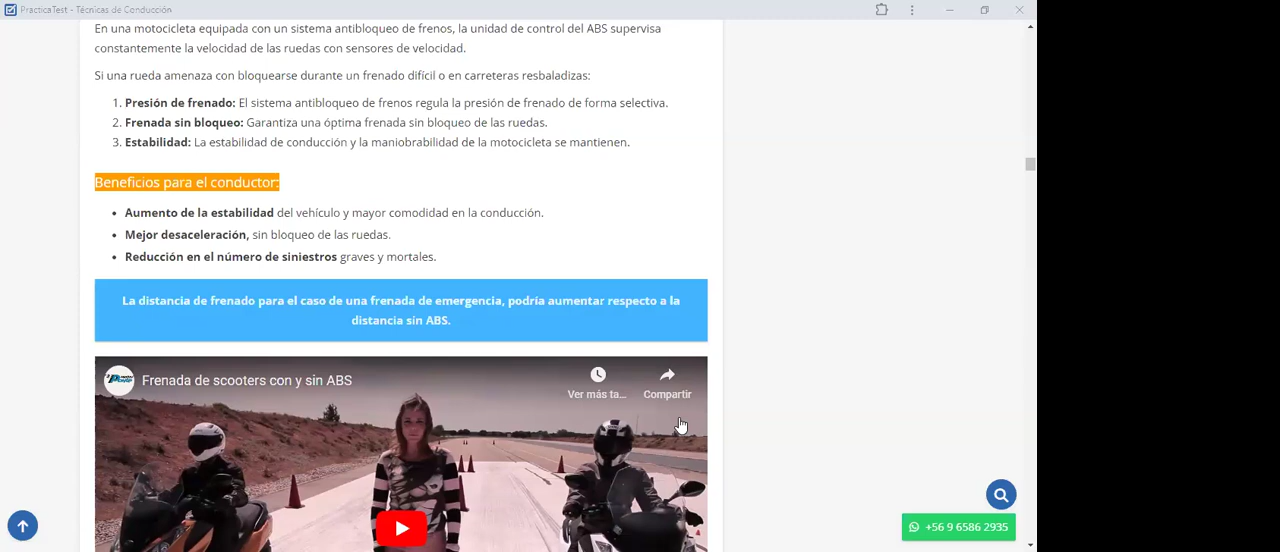 PracticaTest - Técnicas de Conducción
En una motocicleta equipada con un sistema antibloqueo de frenos, la unidad de control del ABS supervisa
constantemente la velocidad de las ruedas con sensores de velocidad.
Si una rueda amenaza con bloquearse durante un frenado difícil o en carreteras resbaladizas:
1. Presión de frenado: El sistema antibloqueo de frenos regula la presión de frenado de forma selectiva.
2. Frenada sin bloqueo: Garantiza una óptima frenada sin bloqueo de las ruedas.
3. Estabilidad: La estabilidad de conducción y la maniobrabilidad de la motocicleta se mantienen.
Beneficios para el conductor:
• Aumento de la estabilidad del vehículo y mayor comodidad en la conducción.
• Mejor desaceleración, sin bloqueo de las ruedas.
• Reducción en el número de siniestros graves y mortales.
La distancia de frenado para el caso de una frenada de emergencia, podría aumentar respecto a la
distancia sin ABS.
Frenada de scooters con y sin ABS
Ver más ta...
Compartir
+56 9 6586 2935